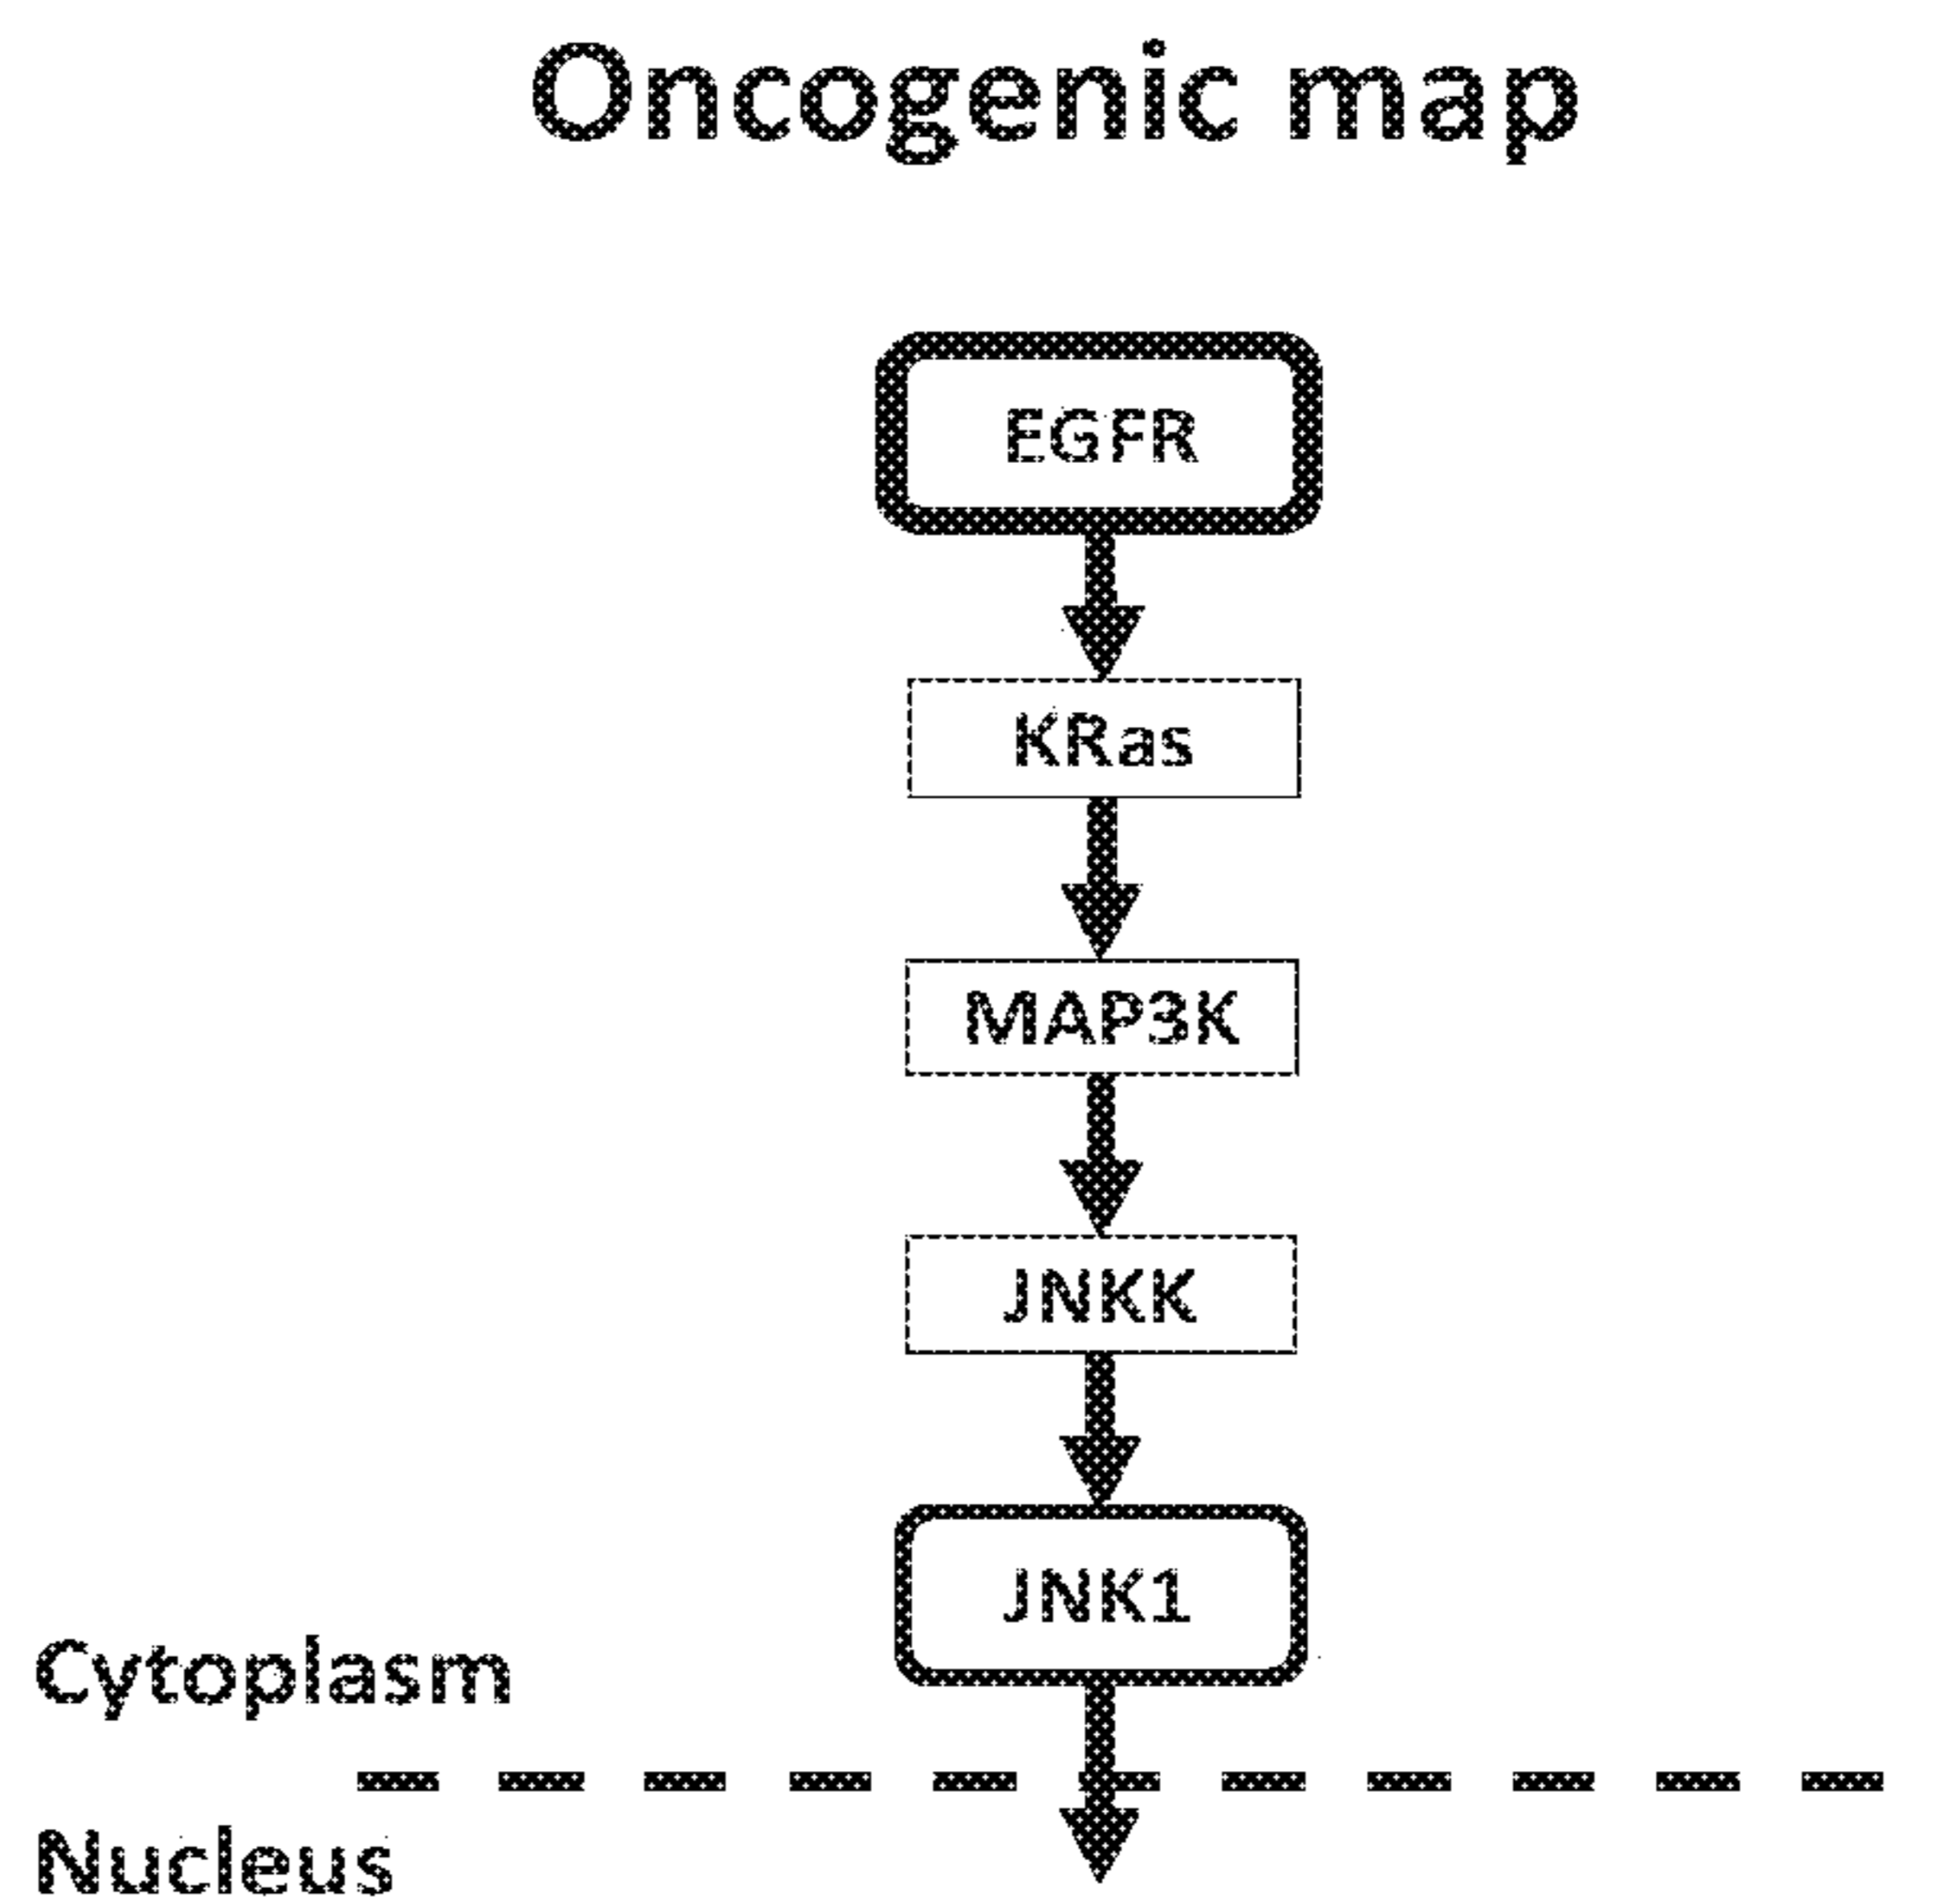 Oncogenic map
EGFR
KRas
MAP3K
JNKK
JNK1
Cytoplasm
Nucleus